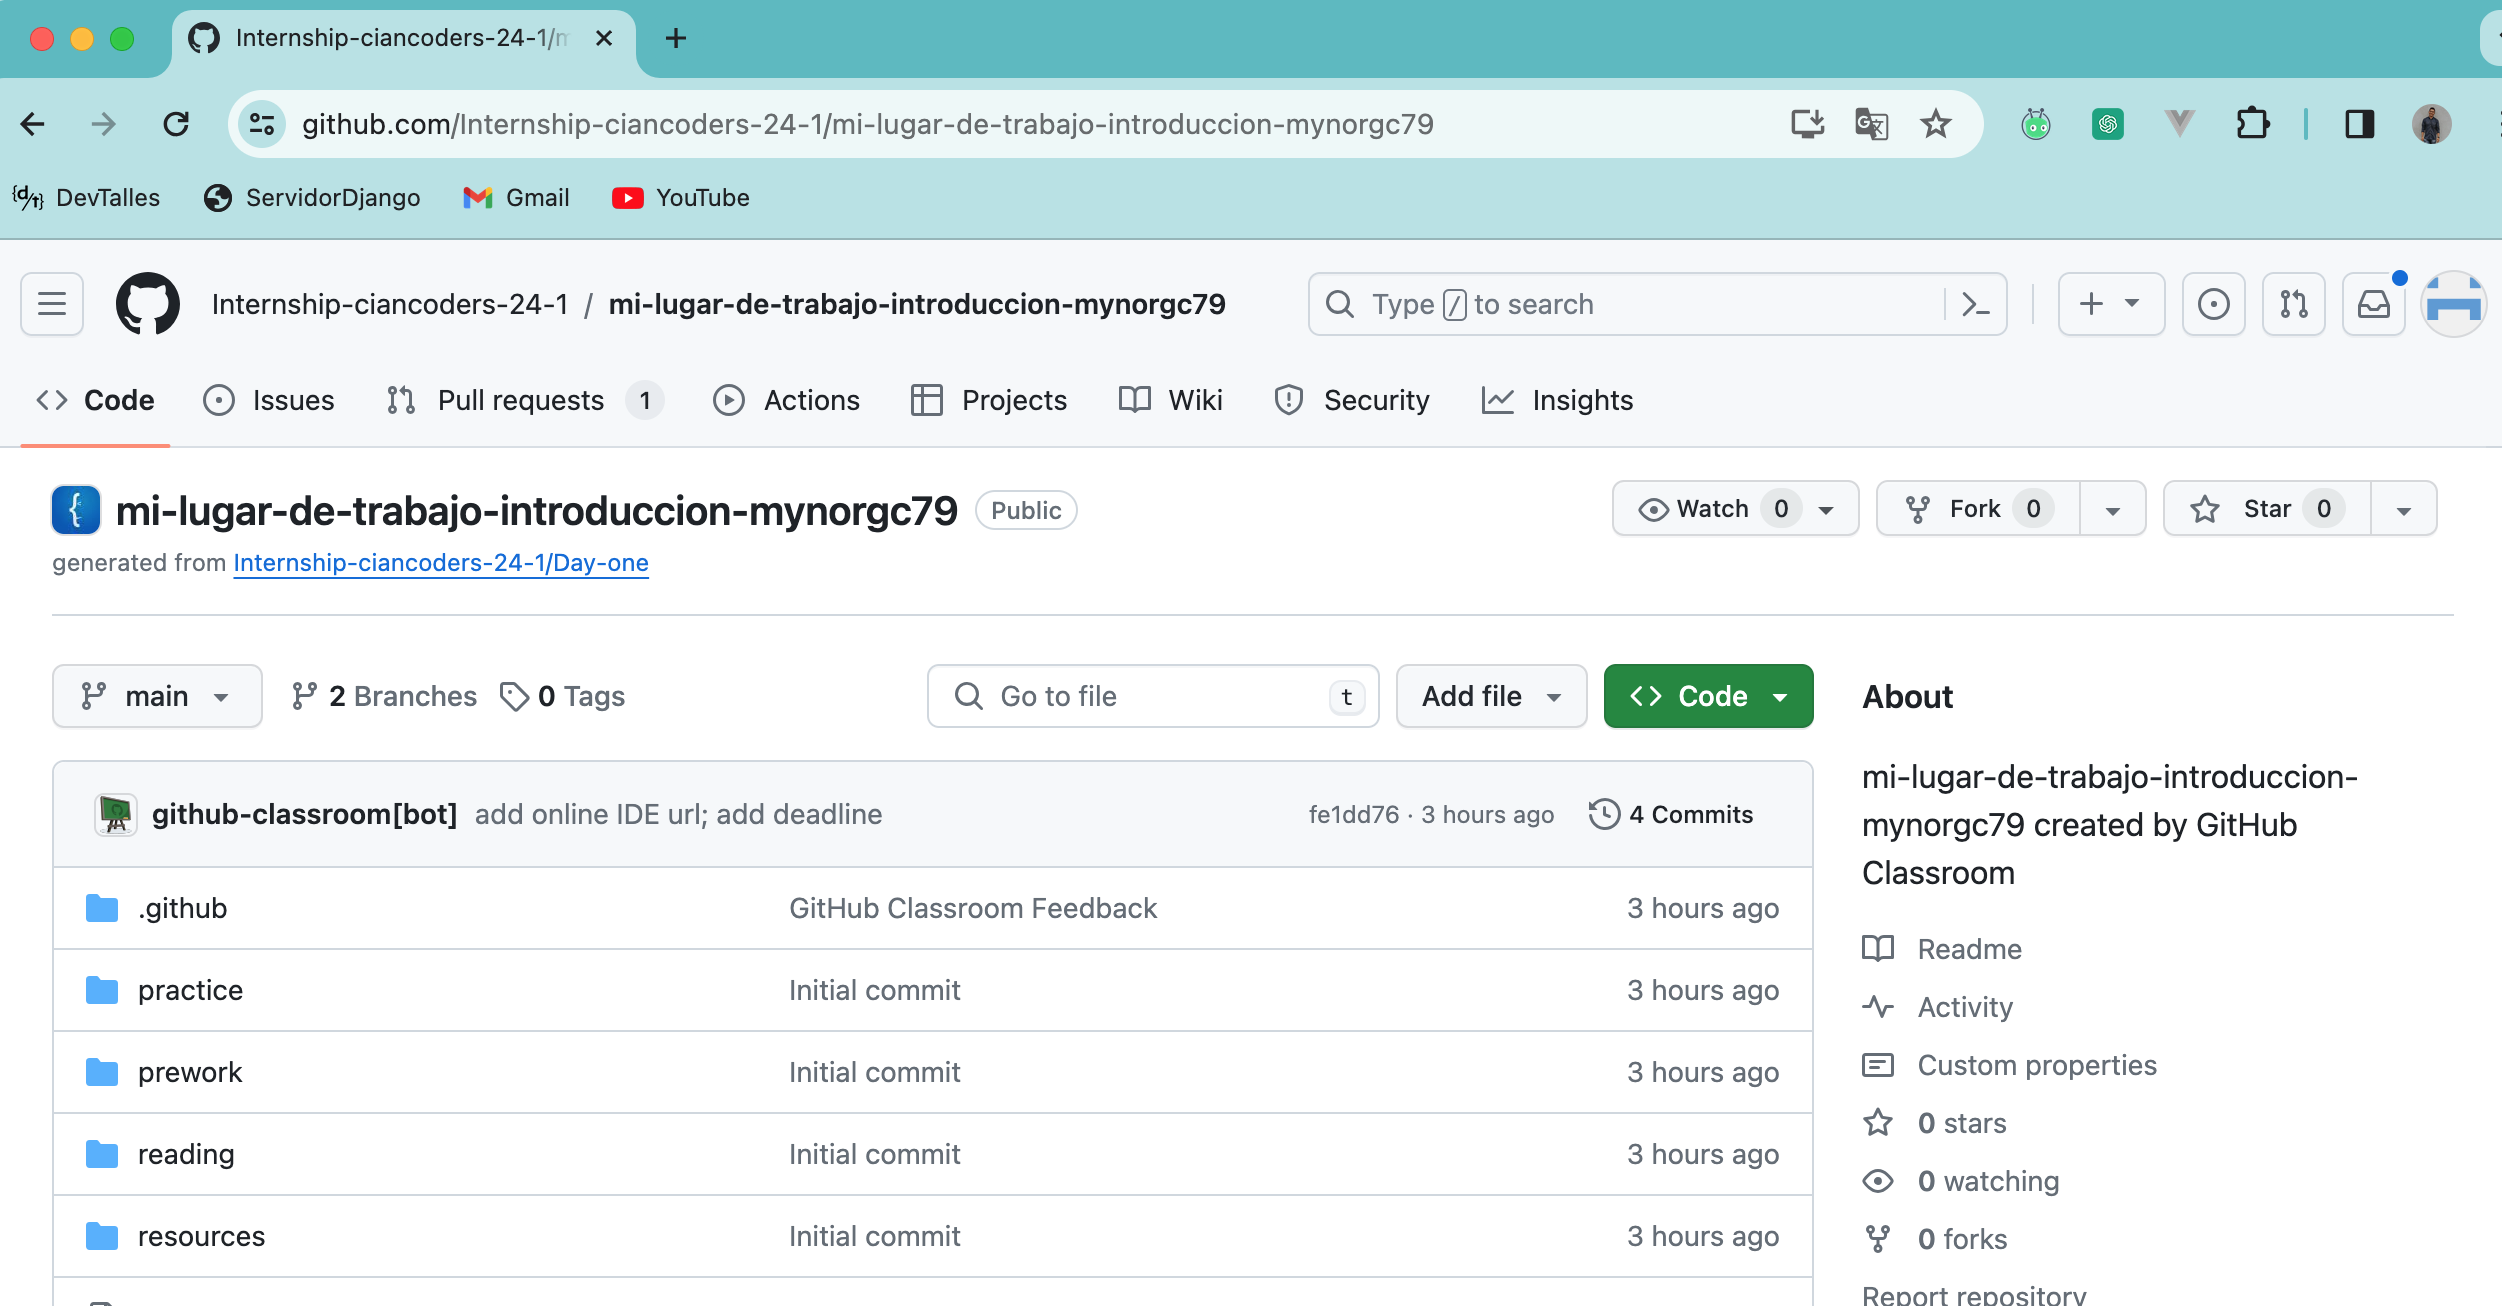 Internship-ciancoders-24-1/m
github.com/Internship-ciancoders-24-1/mi-lugar-de-trabajo-introduccion-mynorgc79
{d/t} DevTalles ServidorDjango Gmail YouTube
Internship-ciancoders-24-1 / mi-lugar-de-trabajo-introduccion-mynorgc79 Type / to search
Code Issues Pull requests 1 Actions Projects Wiki Security Insights
mi-lugar-de-trabajo-introduccion-mynorgc79 Public Watch 0 Fork 0 Star 0
generated from Internship-ciancoders-24-1/Day-one
main 2 Branches 0 Tags Go to file t Add file Code
github-classroom[bot] add online IDE url; add deadline fe1dd76 · 3 hours ago 4 Commits
.github GitHub Classroom Feedback 3 hours ago
practice Initial commit 3 hours ago
prework Initial commit 3 hours ago
reading Initial commit 3 hours ago
resources Initial commit 3 hours ago
About
mi-lugar-de-trabajo-introduccion-
mynorgc79 created by GitHub
Classroom
Readme
Activity
Custom properties
0 stars
0 watching
0 forks
Report repository